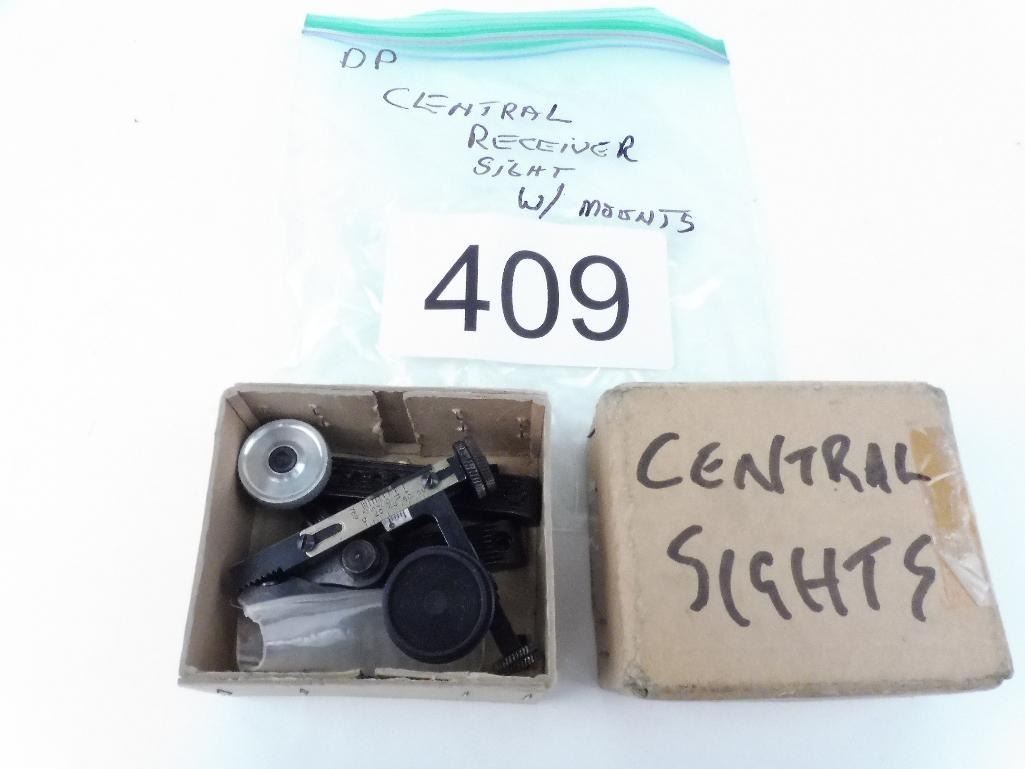 DP
CENTRAL
RECEIVER
SIGHT
W/ MOUNTS
409
CENTRAL
SIGHTS